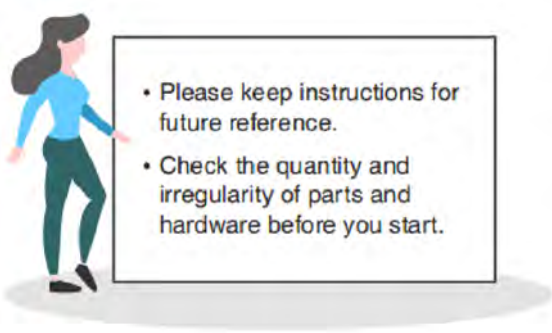 • Please keep instructions for
future reference.
• Check the quantity and
irregularity of parts and
hardware before you start.